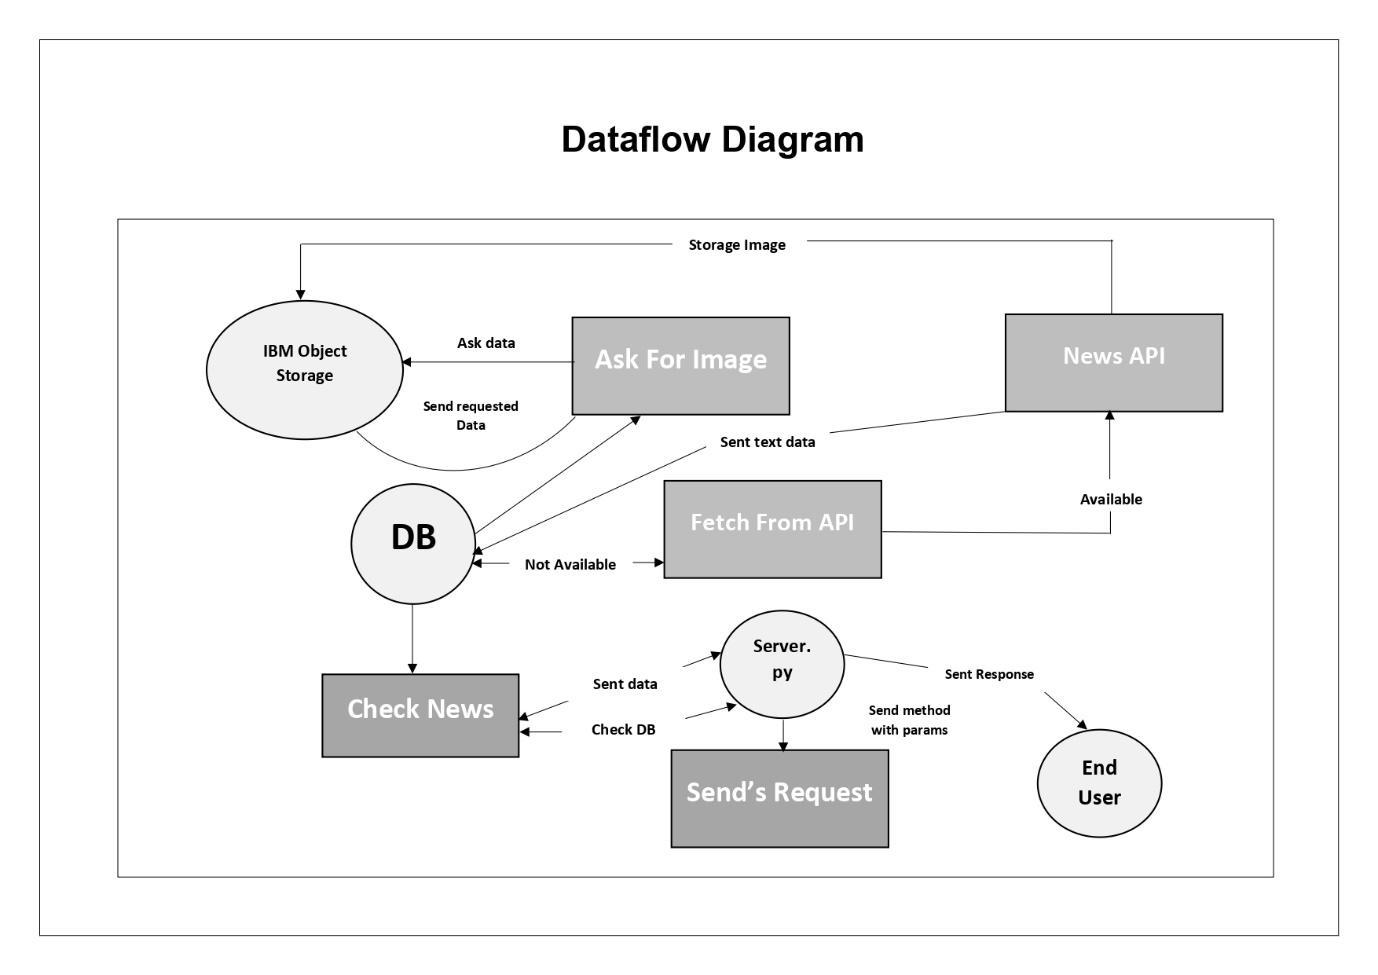 Dataflow Diagram
Storage Image
IBM Object
Storage
Ask data
Ask For Image
News API
Send requested
Data
Sent text data
DB
Fetch From API
Available
Not Available
Server.
py
Sent data
Sent Response
Check News
Check DB
Send method
with params
Send’s Request
End
User